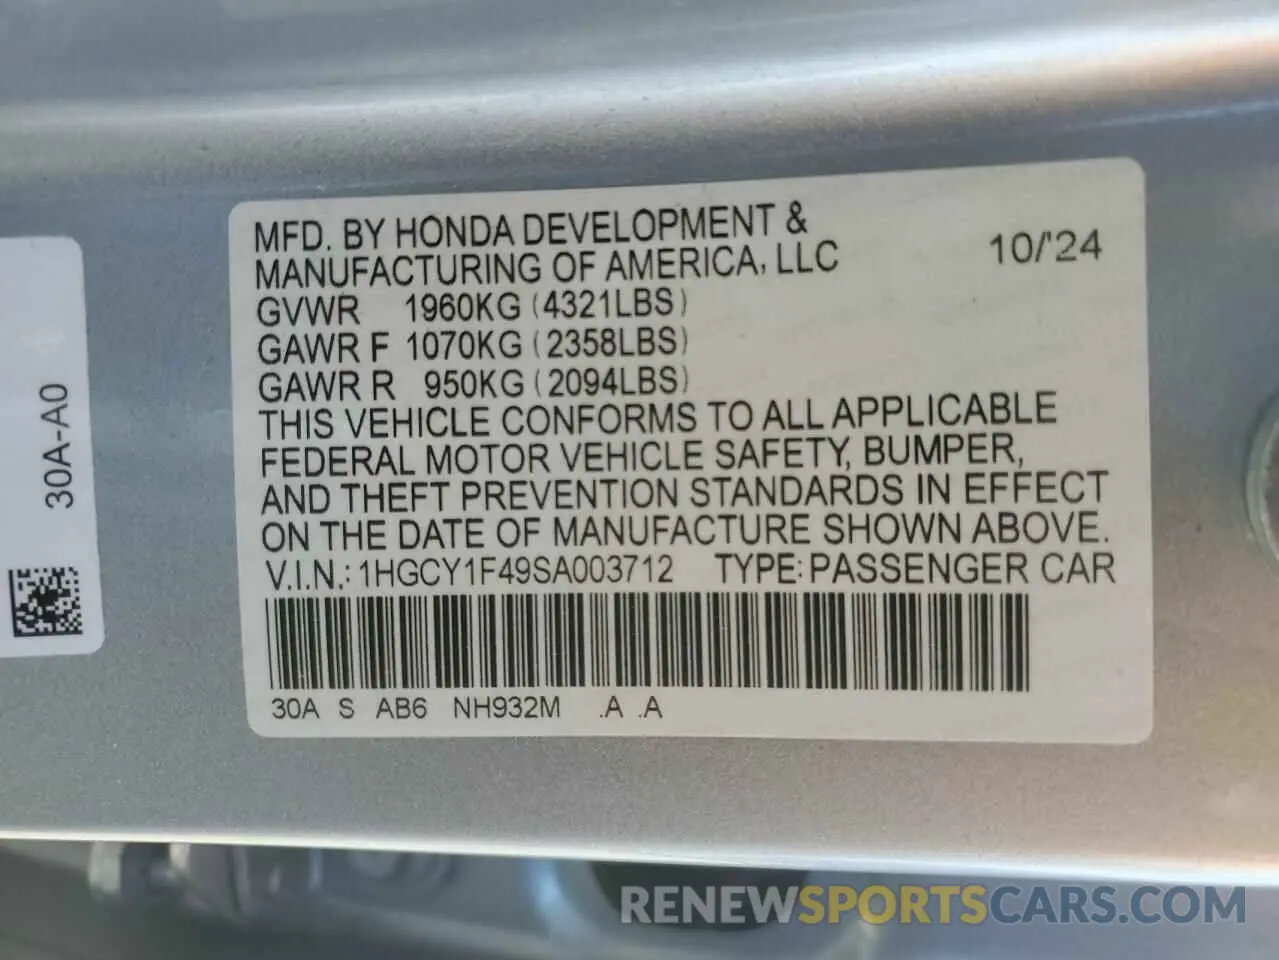 MFD. BY HONDA DEVELOPMENT &
MANUFACTURING OF AMERICA, LLC 10/'24
GVWR 1960KG (4321LBS)
GAWR F 1070KG (2358LBS)
GAWR R 950KG (2094LBS)
THIS VEHICLE CONFORMS TO ALL APPLICABLE
FEDERAL MOTOR VEHICLE SAFETY, BUMPER,
AND THEFT PREVENTION STANDARDS IN EFFECT
ON THE DATE OF MANUFACTURE SHOWN ABOVE.
V.I.N.: 1HGCY1F49SA003712 TYPE: PASSENGER CAR
30A S AB6 NH932M .A .A
30A-A0
RENEWSPORTSCARS.COM